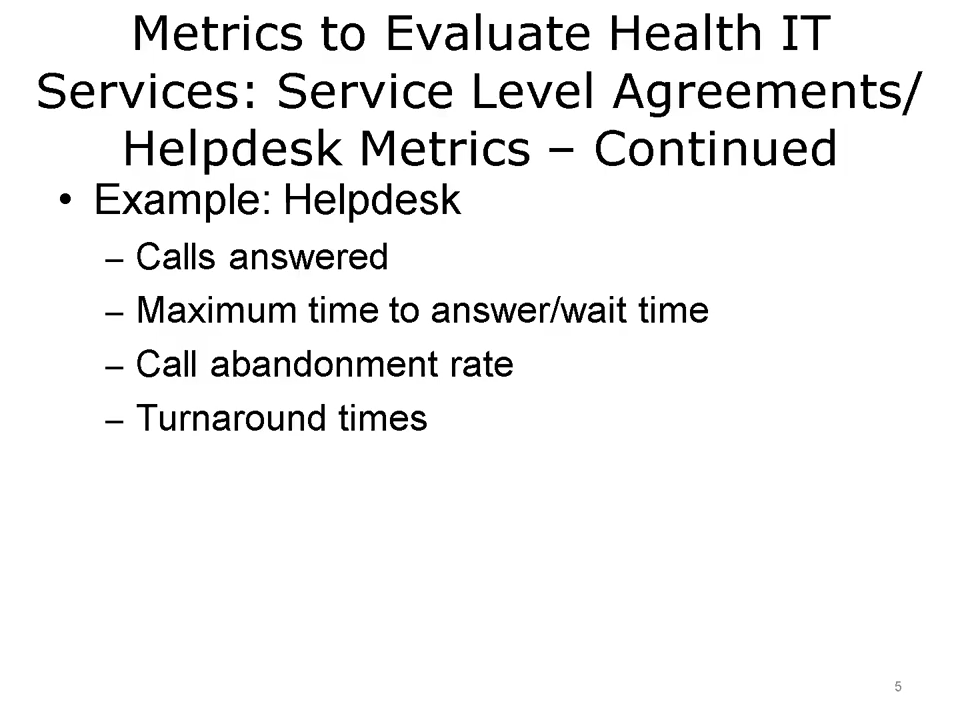 Metrics to Evaluate Health IT
Services: Service Level Agreements/
Helpdesk Metrics – Continued
• Example: Helpdesk
– Calls answered
– Maximum time to answer/wait time
– Call abandonment rate
– Turnaround times
5